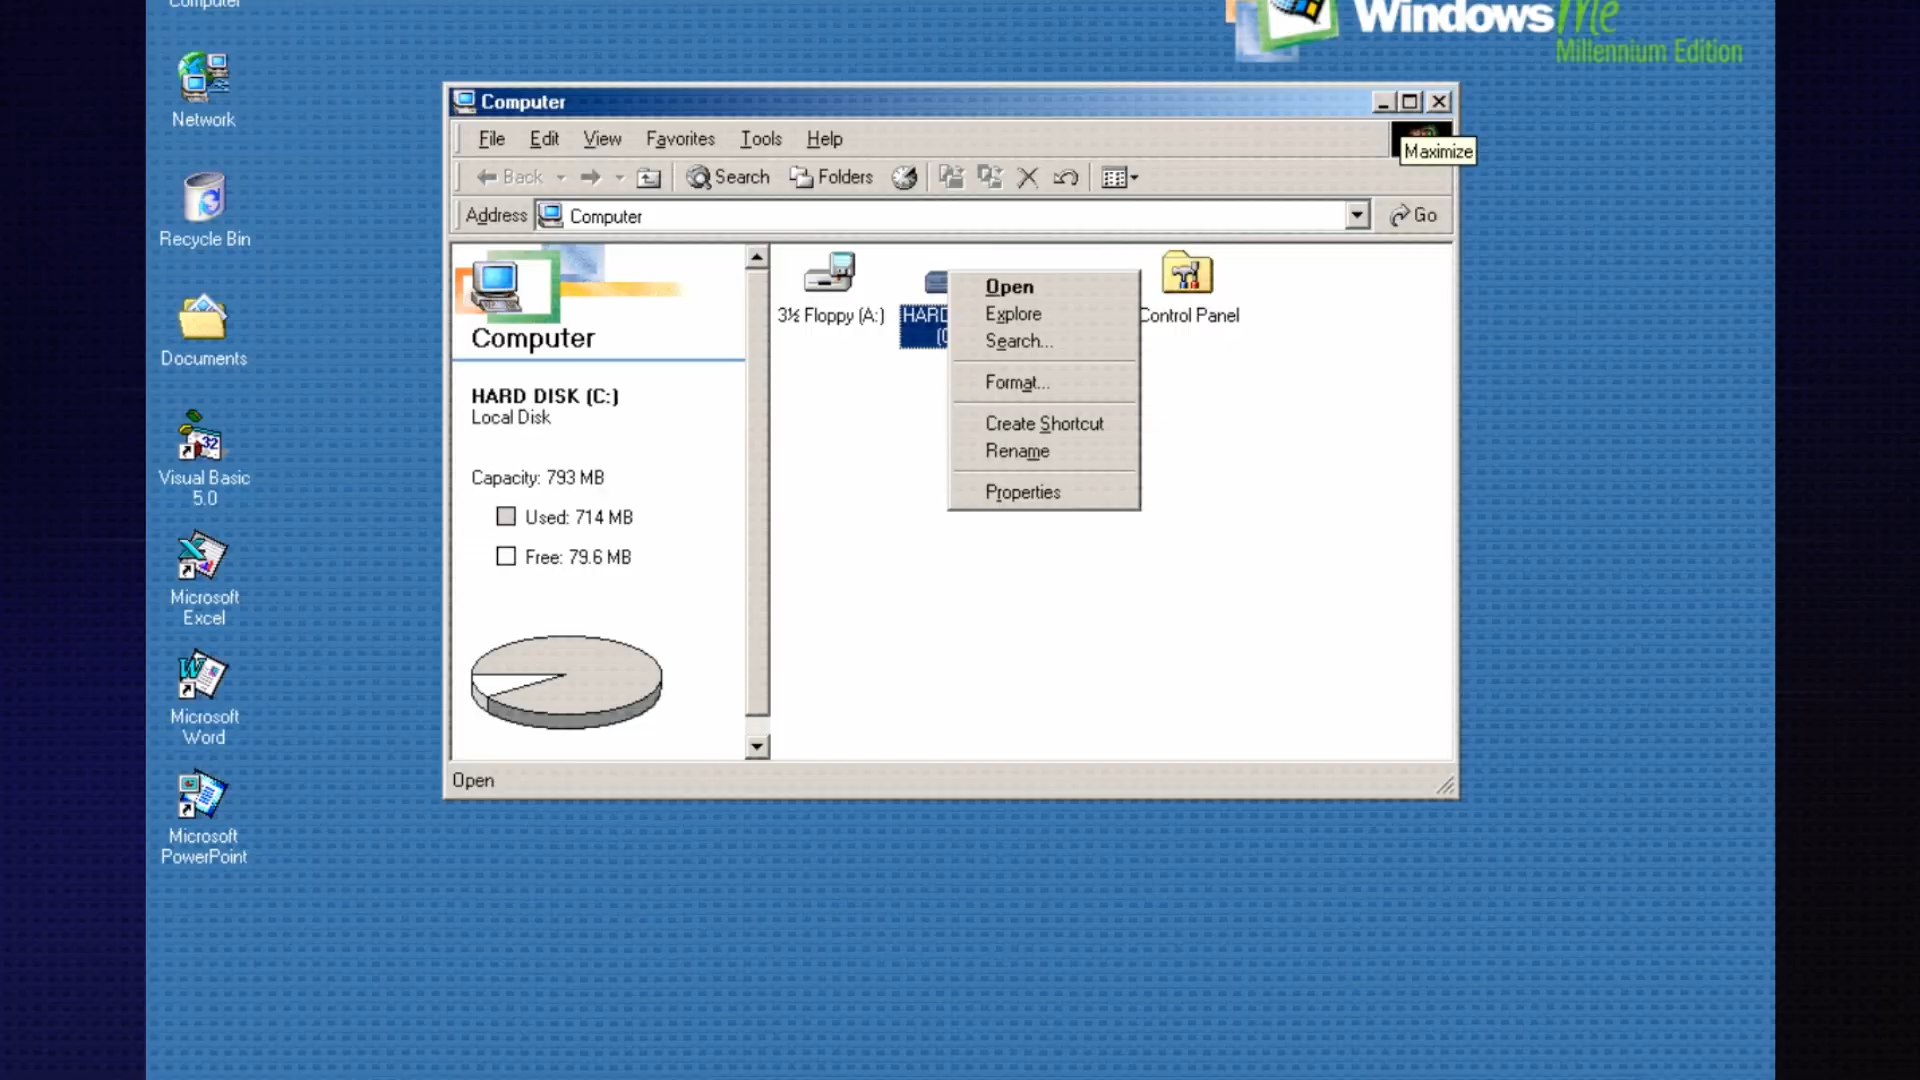 Computer
Windows Me
Millennium Edition
Network
Recycle Bin
Documents
Visual Basic
5.0
Microsoft
Excel
Microsoft
Word
Microsoft
PowerPoint
Computer
File Edit View Favorites Tools Help
Maximize
Back Search Folders
Address Computer Go
Computer
HARD DISK (C:)
Local Disk
Capacity: 793 MB
Used: 714 MB
Free: 79.6 MB
3½ Floppy (A:)
HARD
Control Panel
Open
Explore
Search...
Format...
Create Shortcut
Rename
Properties
Open